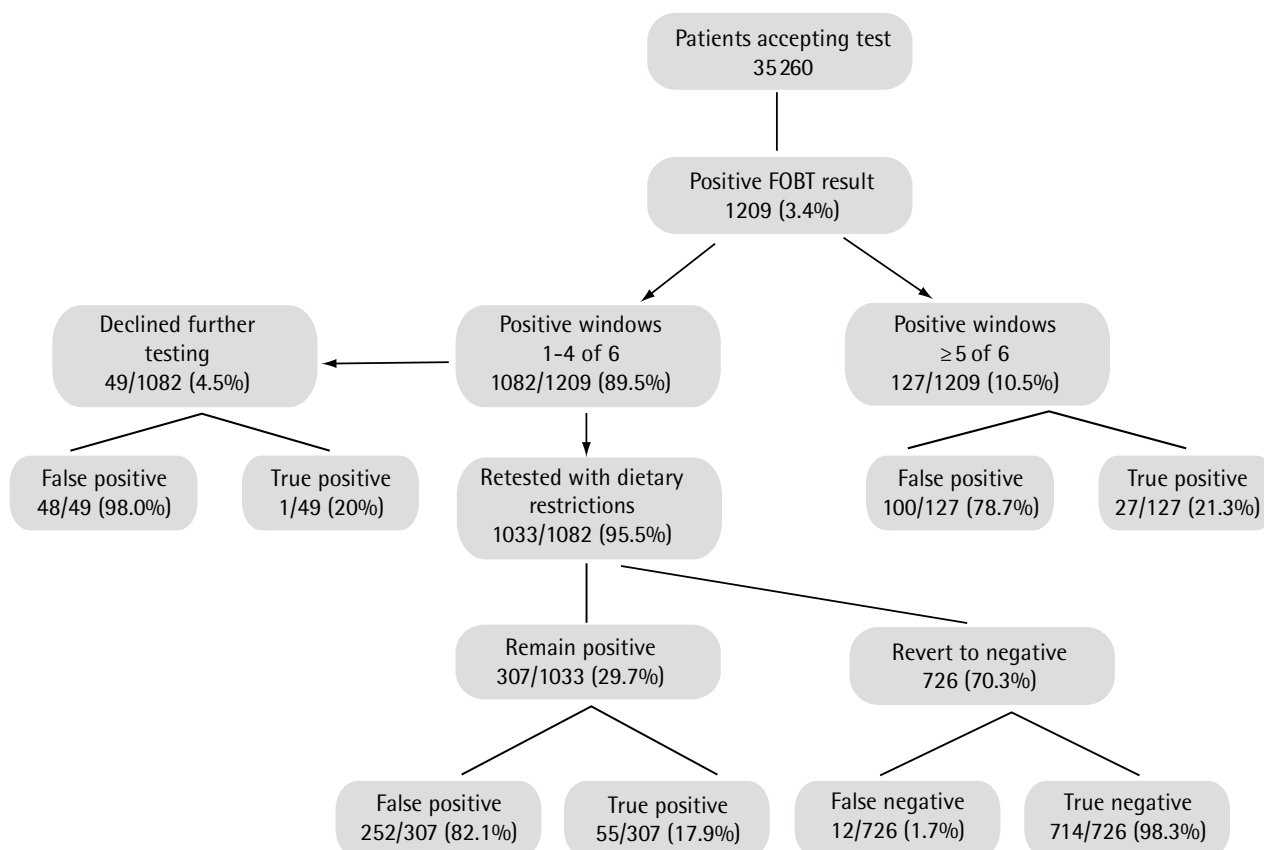 Patients accepting test
35 260
Positive FOBT result
1209 (3.4%)
Declined further
testing
49/1082 (4.5%)
Positive windows
1-4 of 6
1082/1209 (89.5%)
Positive windows
≥5 of 6
127/1209 (10.5%)
False positive
48/49 (98.0%)
True positive
1/49 (20%)
Retested with dietary
restrictions
1033/1082 (95.5%)
False positive
100/127 (78.7%)
True positive
27/127 (21.3%)
Remain positive
307/1033 (29.7%)
Revert to negative
726 (70.3%)
False positive
252/307 (82.1%)
True positive
55/307 (17.9%)
False negative
12/726 (1.7%)
True negative
714/726 (98.3%)